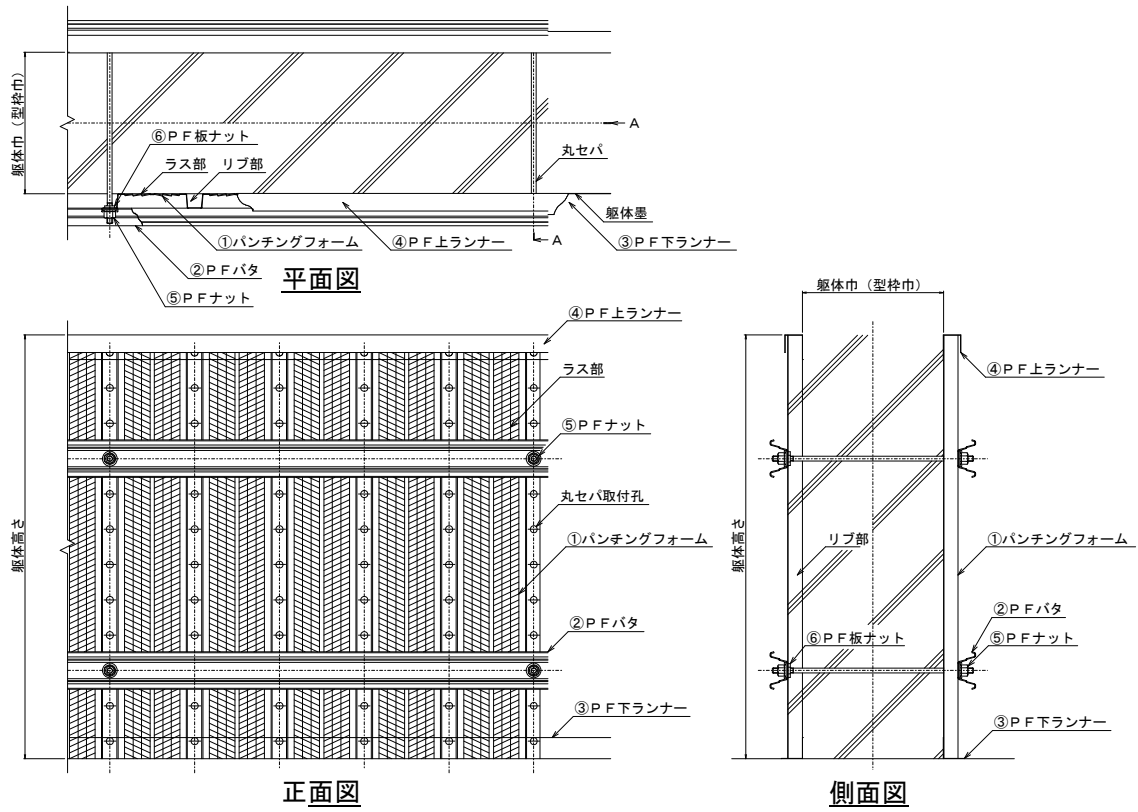 躯体巾（型枠巾）
⑥ＰＦ板ナット
ラス部
リブ部
A
丸セパ
躯体墨
①パンチングフォーム
④ＰＦ上ランナー
③ＰＦ下ランナー
A
②ＰＦバタ
⑤ＰＦナット
平面図
躯体高さ
④ＰＦ上ランナー
ラス部
⑤ＰＦナット
丸セパ取付孔
①パンチングフォーム
②ＰＦバタ
③ＰＦ下ランナー
正面図
躯体巾（型枠巾）
躯体高さ
④ＰＦ上ランナー
リブ部
①パンチングフォーム
②ＰＦバタ
⑥ＰＦ板ナット
⑤ＰＦナット
③ＰＦ下ランナー
側面図